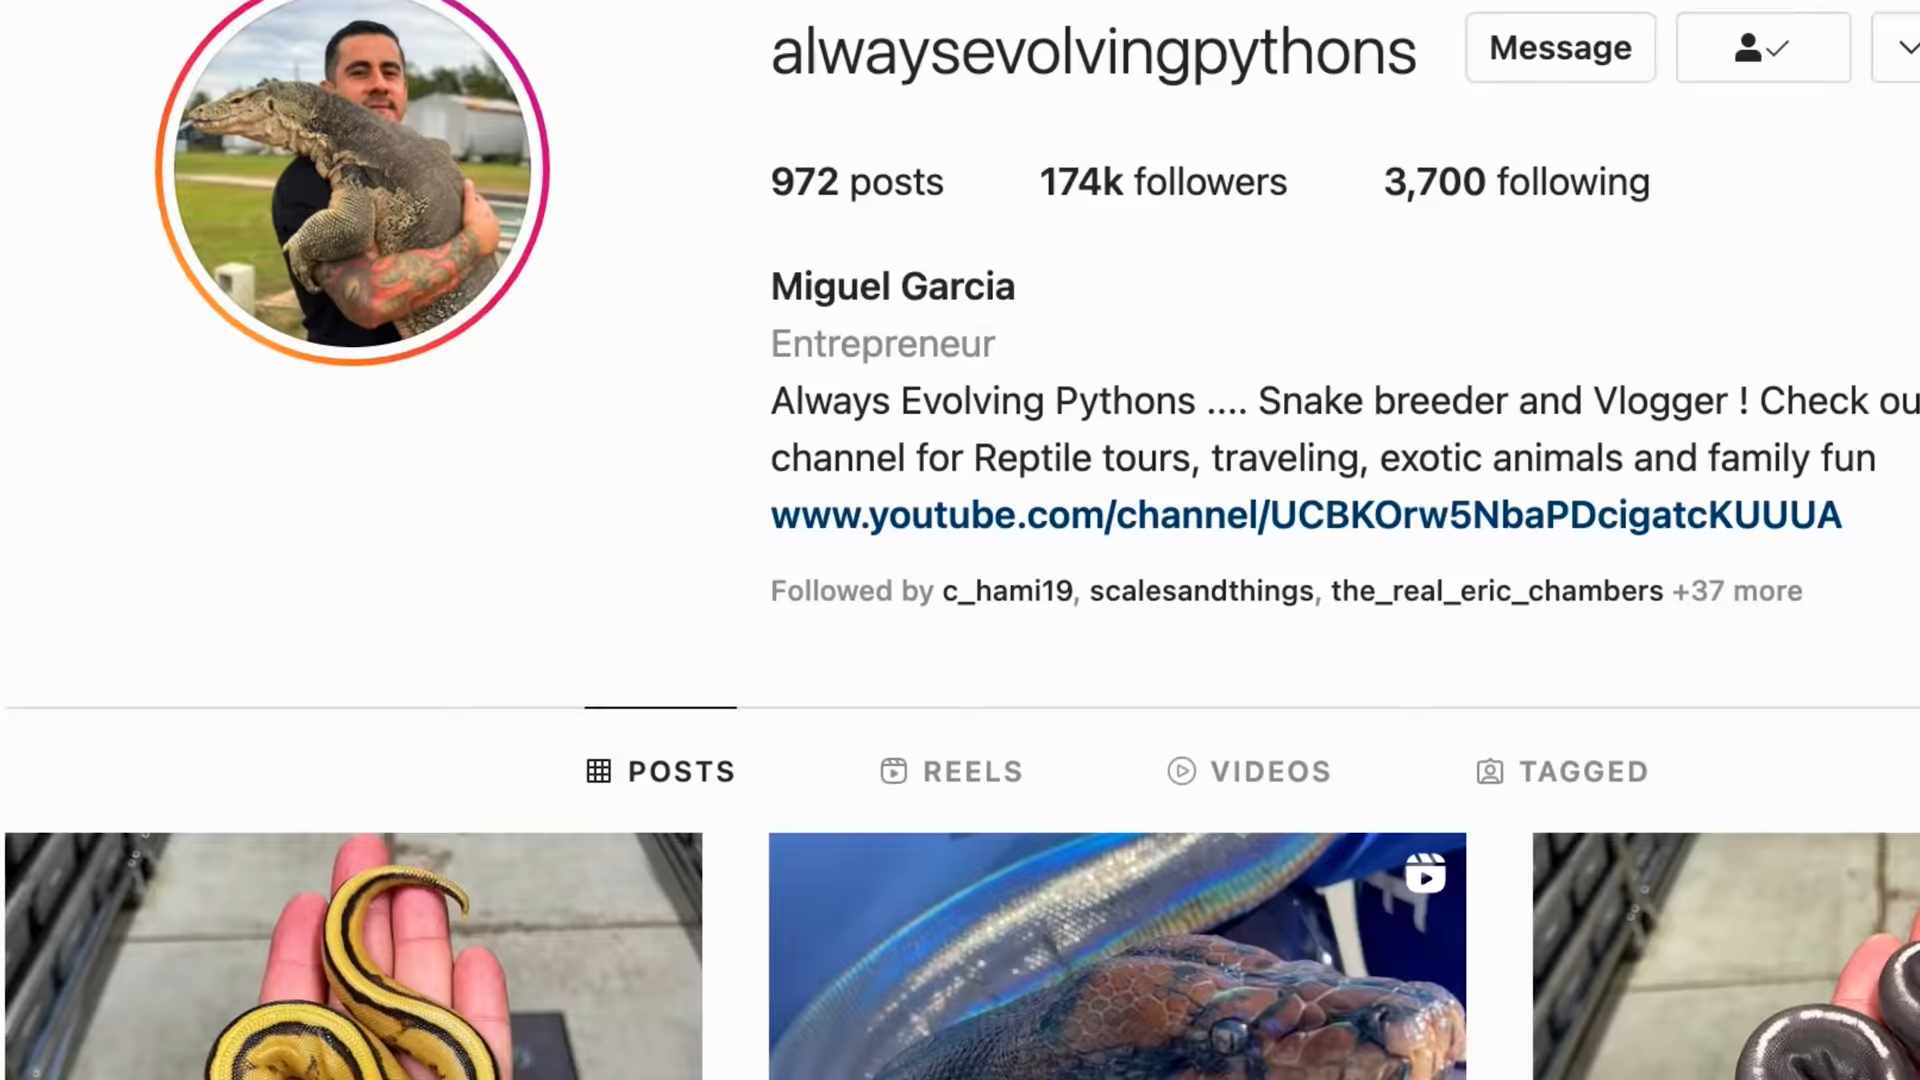 alwaysevolvingpythons Message
972 posts 174k followers 3,700 following
Miguel Garcia
Entrepreneur
Always Evolving Pythons .... Snake breeder and Vlogger ! Check
channel for Reptile tours, traveling, exotic animals and family fun
www.youtube.com/channel/UCBKOrw5NbaPDcigatcKUUUA
Followed by c_hami19, scalesandthings, the_real_eric_chambers +37 more
POSTS REELS VIDEOS TAGGED